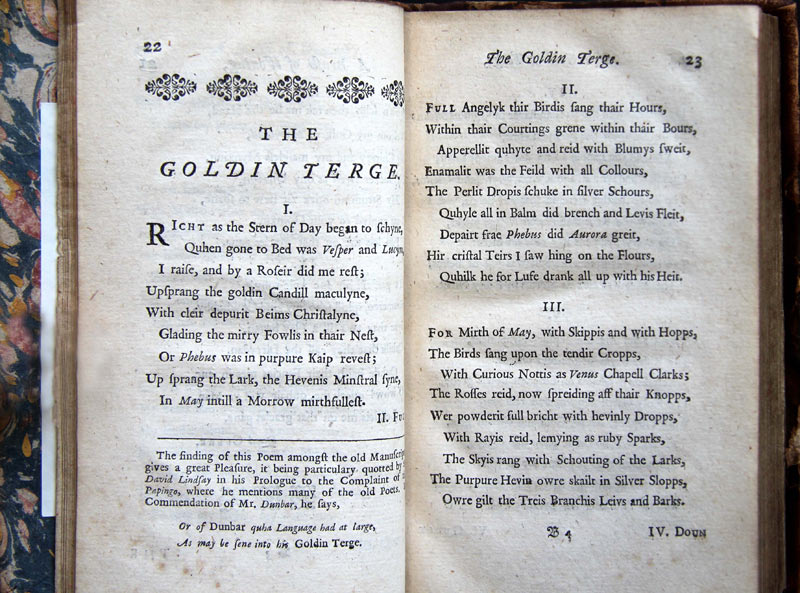 22
THE
GOLDIN TERGE.
I.
RICHT as the Stern of Day began to ſchyne,
Quhen gone to Bed was Veſper and Lucyn,
I raiſe, and by a Roſeir did me reſt;
Upſprang the goldin Candill matulyne,
With cleir depurit Beims Chriſtalyne,
Glading the mirry Fowlis in thair Neſt,
Or Phebus was in purpure Kaip reveſt;
Up ſprang the Lark, the Hevenis Minſtral ſyne,
In May intill a Morrow mirthfulleſt.
II. Fu
The finding of this Poem amongſt the old Manuſcrip
gives a great Pleaſure, it being particulary quotted by
David Lindſay in his Prologue to the Complaint of
Papingo, where he mentions many of the old Poets.
Commendation of Mr. Dunbar, he ſays,
Or of Dunbar quha Language had at large,
As may be ſene into his Goldin Terge.
The Goldin Terge. 23
II.
FULL Angelyk thir Birdis ſang thair Hours,
Within thair Courtings grene within thair Bours,
Apperellit quhyte and reid with Blumys ſweit,
Enamalit was the Feild with all Collours,
The Perlit Dropis ſchuke in ſilver Schours,
Quhyle all in Balm did brench and Levis Fleit,
Depairt frae Phebus did Aurora greit,
Hir criſtal Teirs I ſaw hing on the Flours,
Quhilk he for Lufe drank all up with his Heit.
III.
FOR Mirth of May, with Skippis and with Hopps,
The Birds ſang upon the tendir Cropps,
With Curious Nottis as Venus Chapell Clarks;
The Roſſes reid, now ſpreiding aff thair Knopps,
Wer powderit full bricht with hevinly Dropps,
With Rayis reid, lemying as ruby Sparks,
The Skyis rang with Schouting of the Larks,
The Purpure Hevin owre skailt in Silver Slopps,
Owre gilt the Treis Branchis Leivs and Barks.
B 4 IV. DOUN